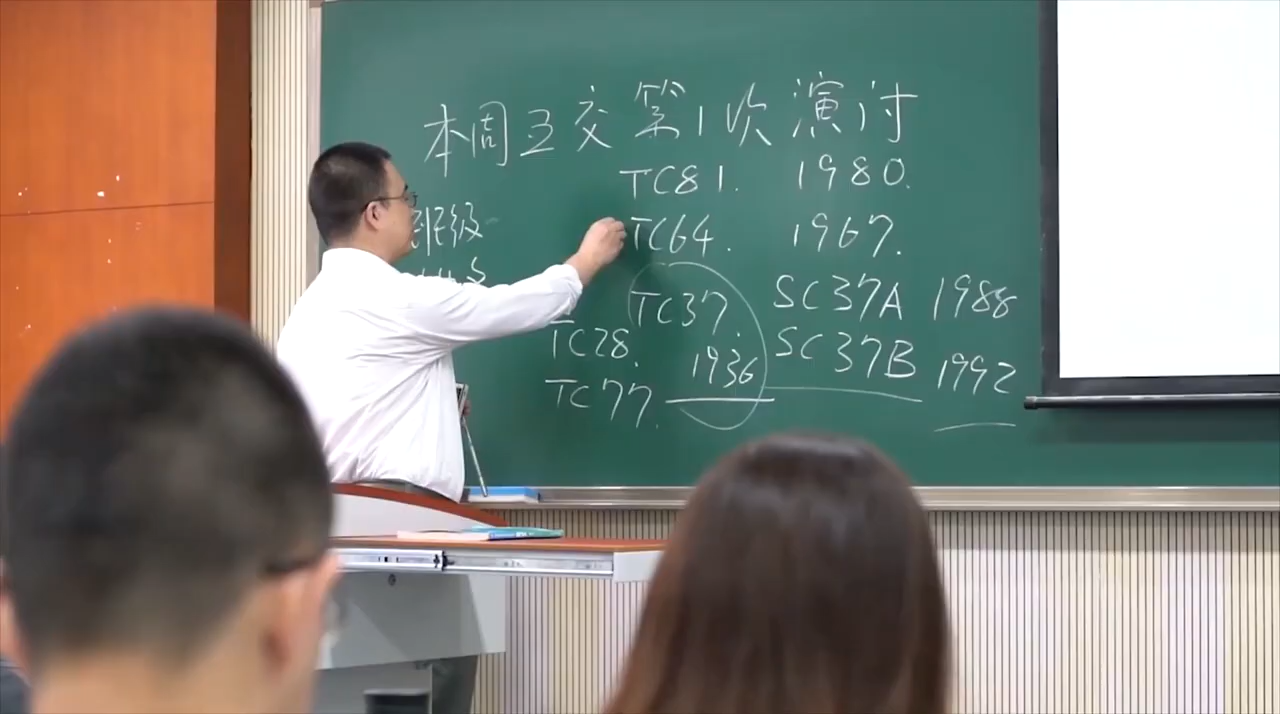 本周五交第1次演讨
TC81. 1980.
班级 TC64. 1967.
TC37. SC37A 1988
TC28. 1936 SC37B 1992
TC77.